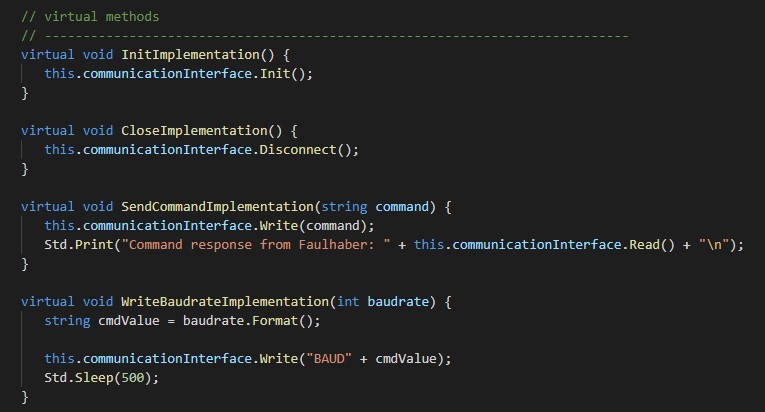 // virtual methods
// ----------------------------------------------------------------------------
virtual void InitImplementation() {
    this.communicationInterface.Init();
}

virtual void CloseImplementation() {
    this.communicationInterface.Disconnect();
}

virtual void SendCommandImplementation(string command) {
    this.communicationInterface.Write(command);
    Std.Print("Command response from Faulhaber: " + this.communicationInterface.Read() + "\n");
}

virtual void WriteBaudrateImplementation(int baudrate) {
    string cmdValue = baudrate.Format();

    this.communicationInterface.Write("BAUD" + cmdValue);
    Std.Sleep(500);
}